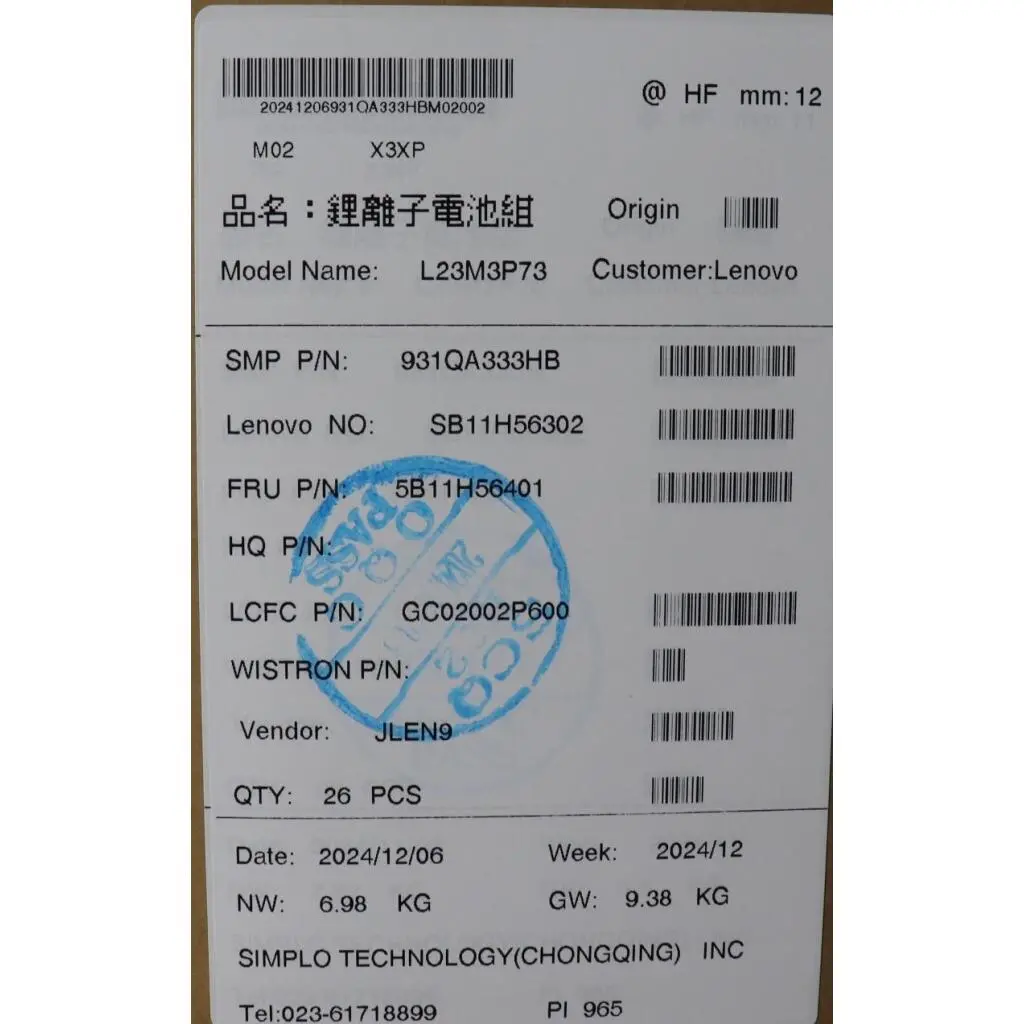 20241206931QA333HBM02002
@ HF mm: 12
M02 X3XP
品名：鋰離子電池組 Origin
Model Name: L23M3P73 Customer:Lenovo
SMP P/N: 931QA333HB
Lenovo NO: SB11H56302
FRU P/N: 5B11H56401
HQ P/N:
LCFC P/N: GC02002P600
WISTRON P/N:
Vendor: JLEN9
QTY: 26 PCS
PASS
Date: 2024/12/06 Week: 2024/12
NW: 6.98 KG GW: 9.38 KG
SIMPLO TECHNOLOGY(CHONGQING) INC
Tel:023-61718899 PI 965